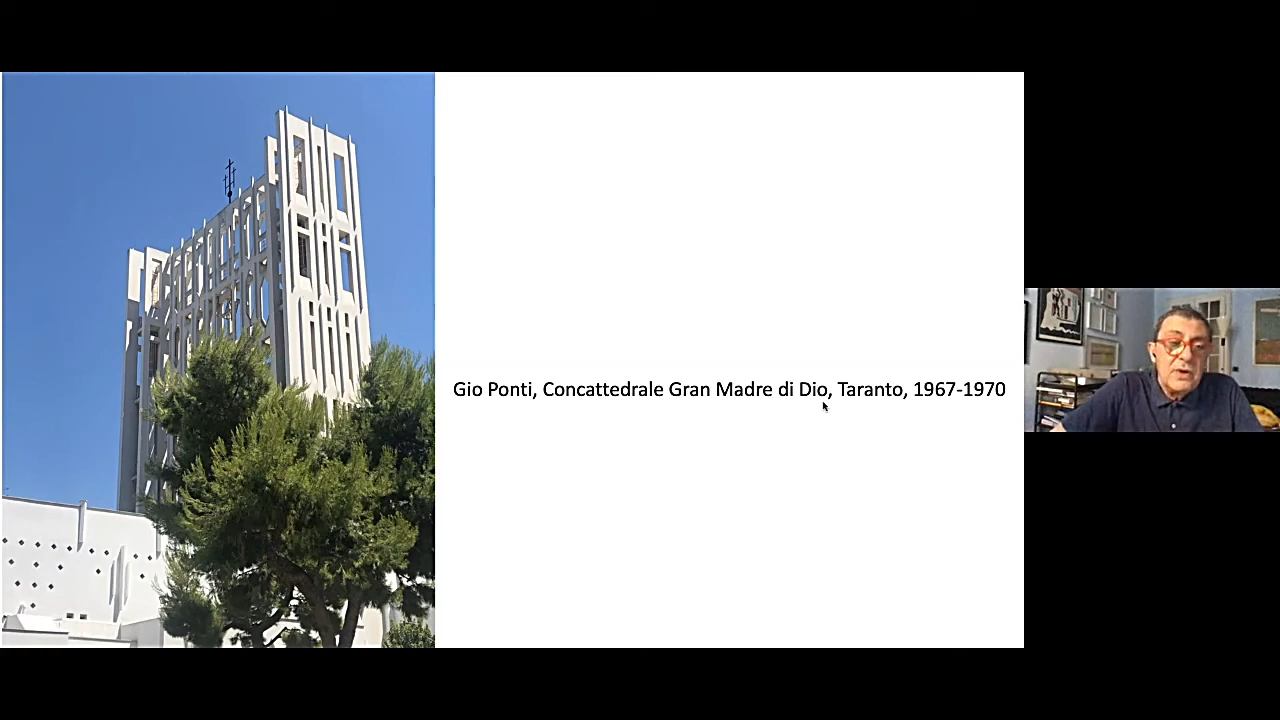 Gio Ponti, Concattedrale Gran Madre di Dio, Taranto, 1967-1970